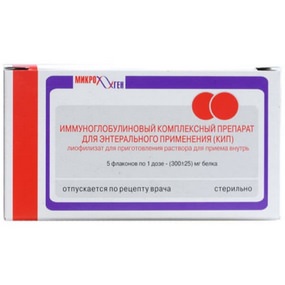 МИКРОГЕН
ИММУНОГЛОБУЛИНОВЫЙ КОМПЛЕКСНЫЙ ПРЕПАРАТ
ДЛЯ ЭНТЕРАЛЬНОГО ПРИМЕНЕНИЯ (КИП)
лиофилизат для приготовления раствора для приема внутрь
5 флаконов по 1 дозе - (300±25) мг белка
отпускается по рецепту врача
стерильно